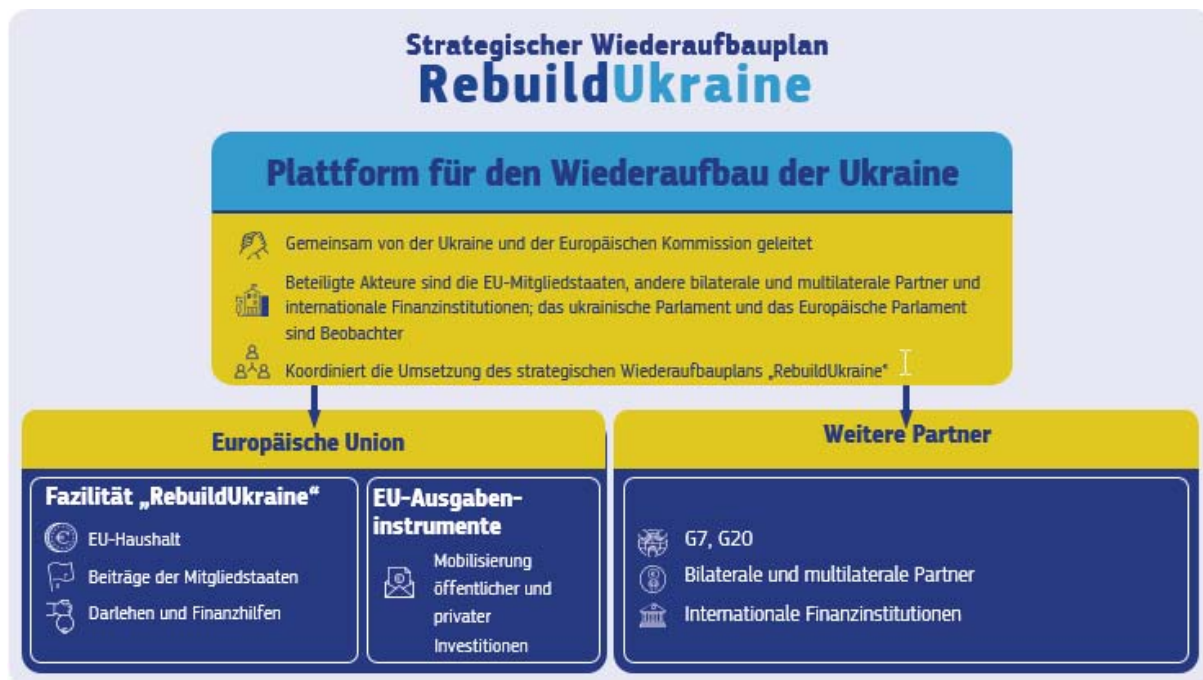 Strategischer Wiederaufbauplan
RebuildUkraine
Plattform für den Wiederaufbau der Ukraine
Gemeinsam von der Ukraine und der Europäischen Kommission geleitet
Beteiligte Akteure sind die EU-Mitgliedstaaten, andere bilaterale und multilaterale Partner und
internationale Finanzinstitutionen; das ukrainische Parlament und das Europäische Parlament
sind Beobachter
Koordiniert die Umsetzung des strategischen Wiederaufbauplans „RebuildUkraine“
Europäische Union
Fazilität „RebuildUkraine“
EU-Haushalt
Beiträge der Mitgliedstaaten
Darlehen und Finanzhilfen
EU-Ausgaben-
instrumente
Mobilisierung
öffentlicher und
privater
Investitionen
Weitere Partner
G7, G20
Bilaterale und multilaterale Partner
Internationale Finanzinstitutionen